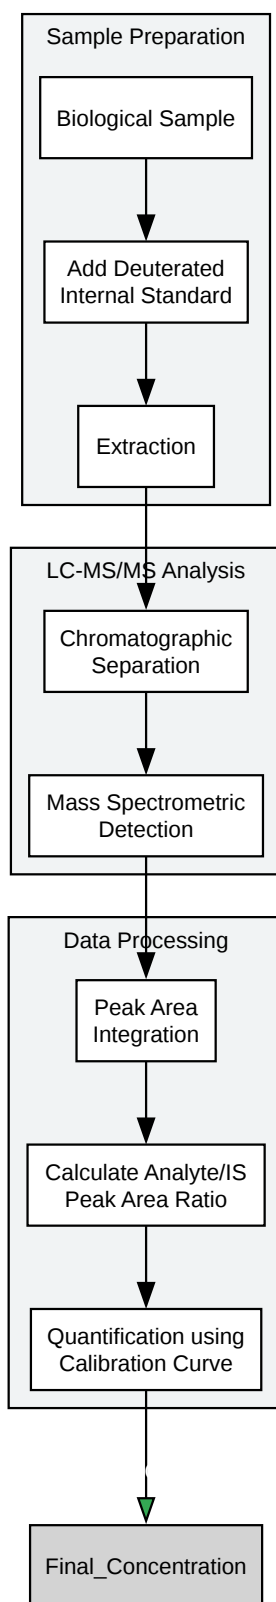 Sample Preparation
Biological Sample
Add Deuterated
Internal Standard
Extraction
LC-MS/MS Analysis
Chromatographic
Separation
Mass Spectrometric
Detection
Data Processing
Peak Area
Integration
Calculate Analyte/IS
Peak Area Ratio
Quantification using
Calibration Curve
Final_Concentration